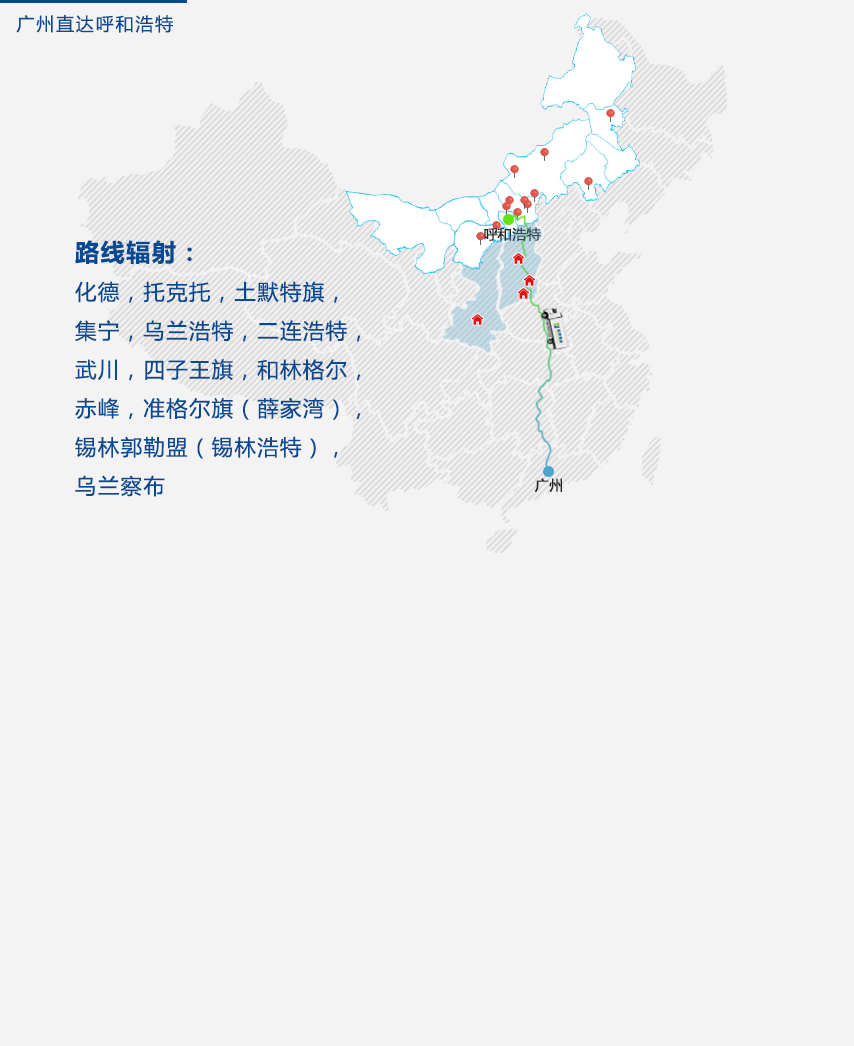 广州直达呼和浩特
呼和浩特
路线辐射：
化德，托克托，土默特旗，
集宁，乌兰浩特，二连浩特，
武川，四子王旗，和林格尔，
赤峰，准格尔旗（薛家湾），
锡林郭勒盟（锡林浩特），
乌兰察布
广州